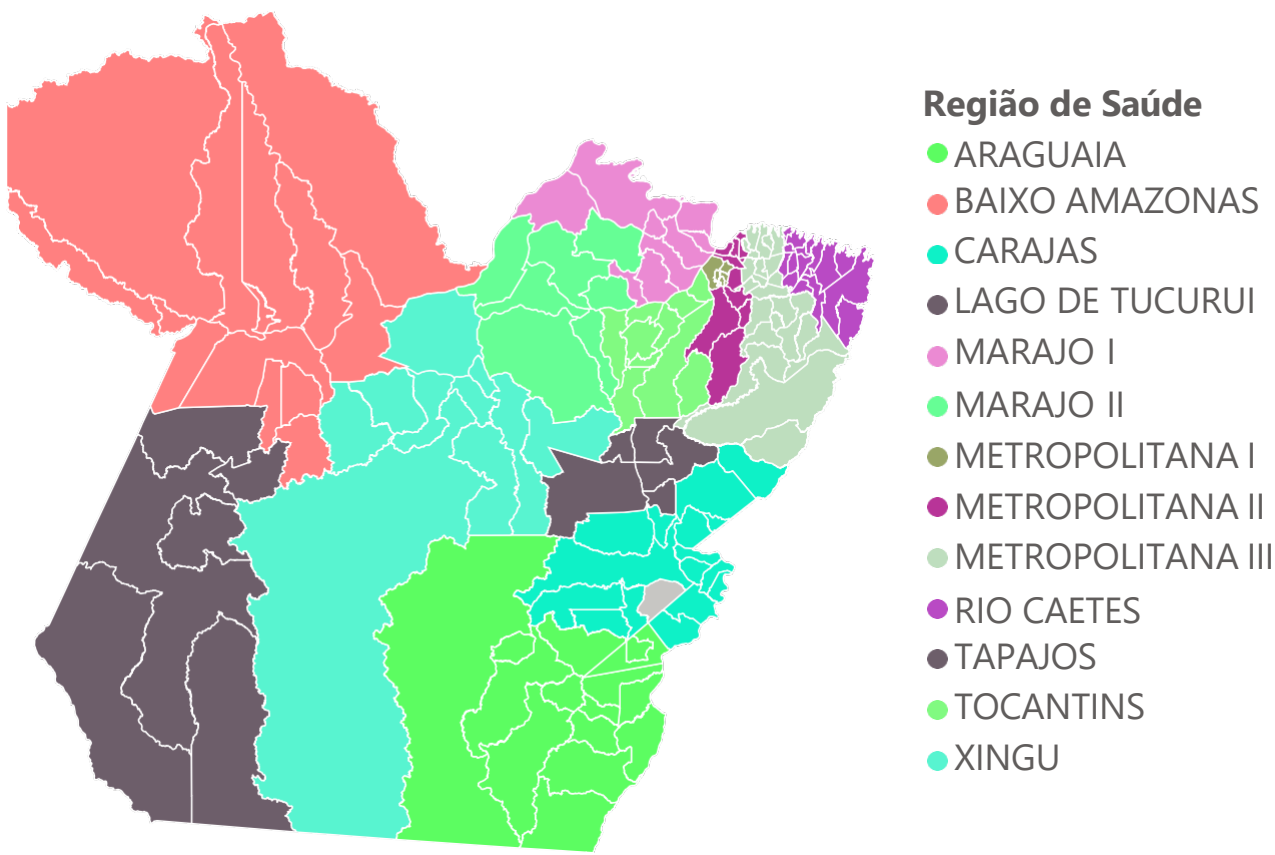 Região de Saúde
ARAGUAIA
BAIXO AMAZONAS
CARAJAS
LAGO DE TUCURUI
MARAJO I
MARAJO II
METROPOLITANA I
METROPOLITANA II
METROPOLITANA III
RIO CAETES
TAPAJOS
TOCANTINS
XINGU